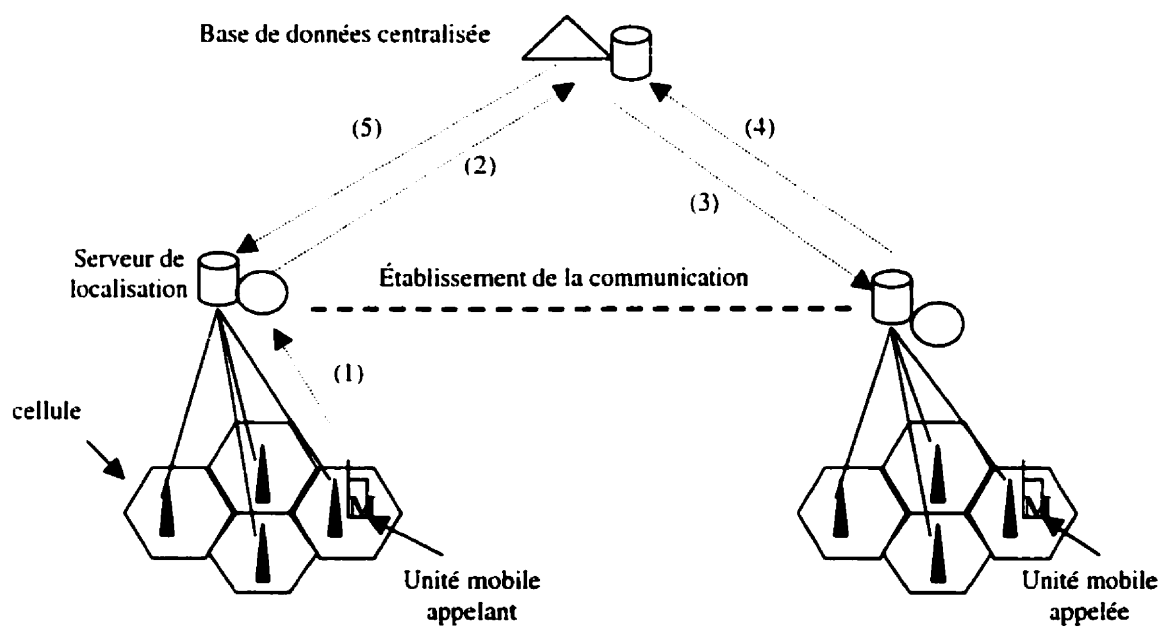 Base de données centralisée
(5)
(4)
(2)
(3)
Serveur de
localisation
Établissement de la communication
(1)
cellule
M
M
Unité mobile
appelant
Unité mobile
appelée